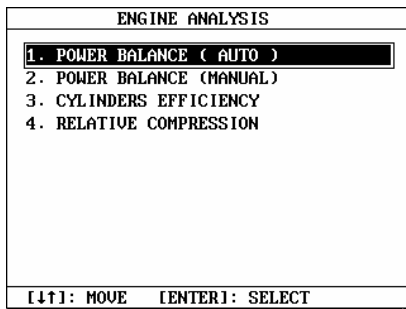 ENGINE ANALYSIS
1. POWER BALANCE ( AUTO )
2. POWER BALANCE (MANUAL)
3. CYLINDERS EFFICIENCY
4. RELATIVE COMPRESSION
[↓↑]: MOVE [ENTER]: SELECT